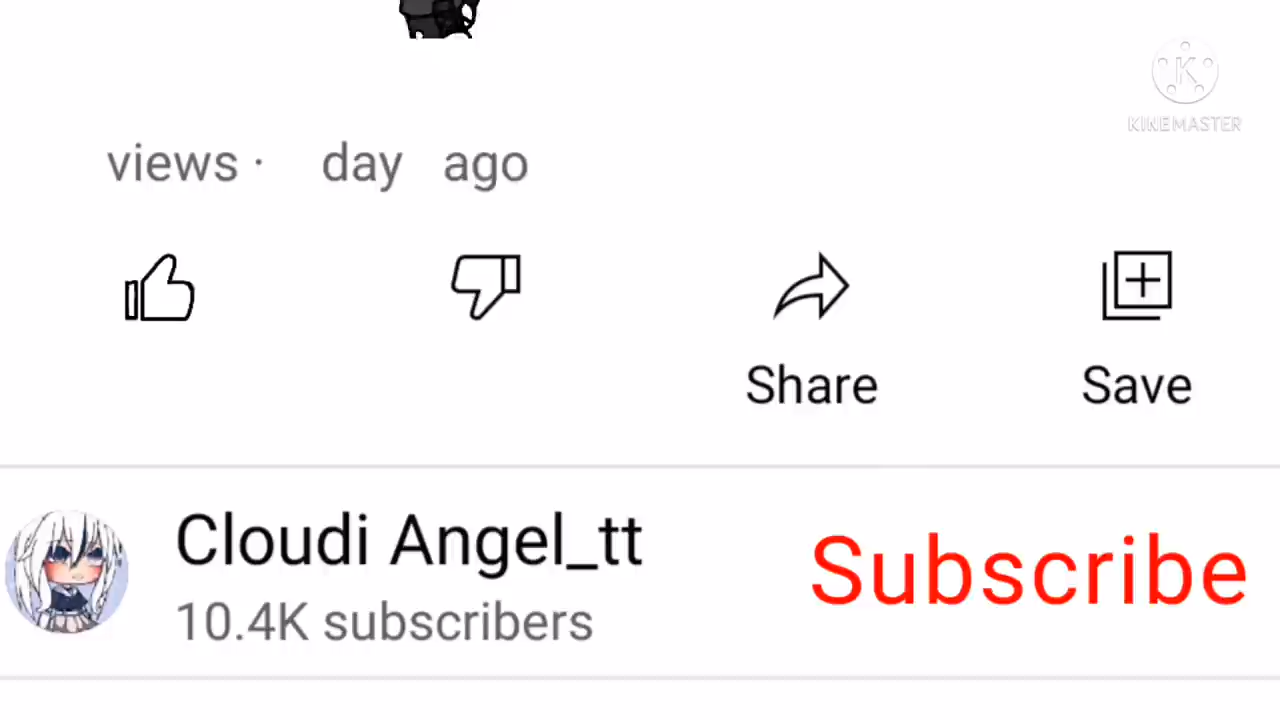 KINEMASTER
views · day ago
Share
Save
Cloudi Angel_tt
Subscribe
10.4K subscribers